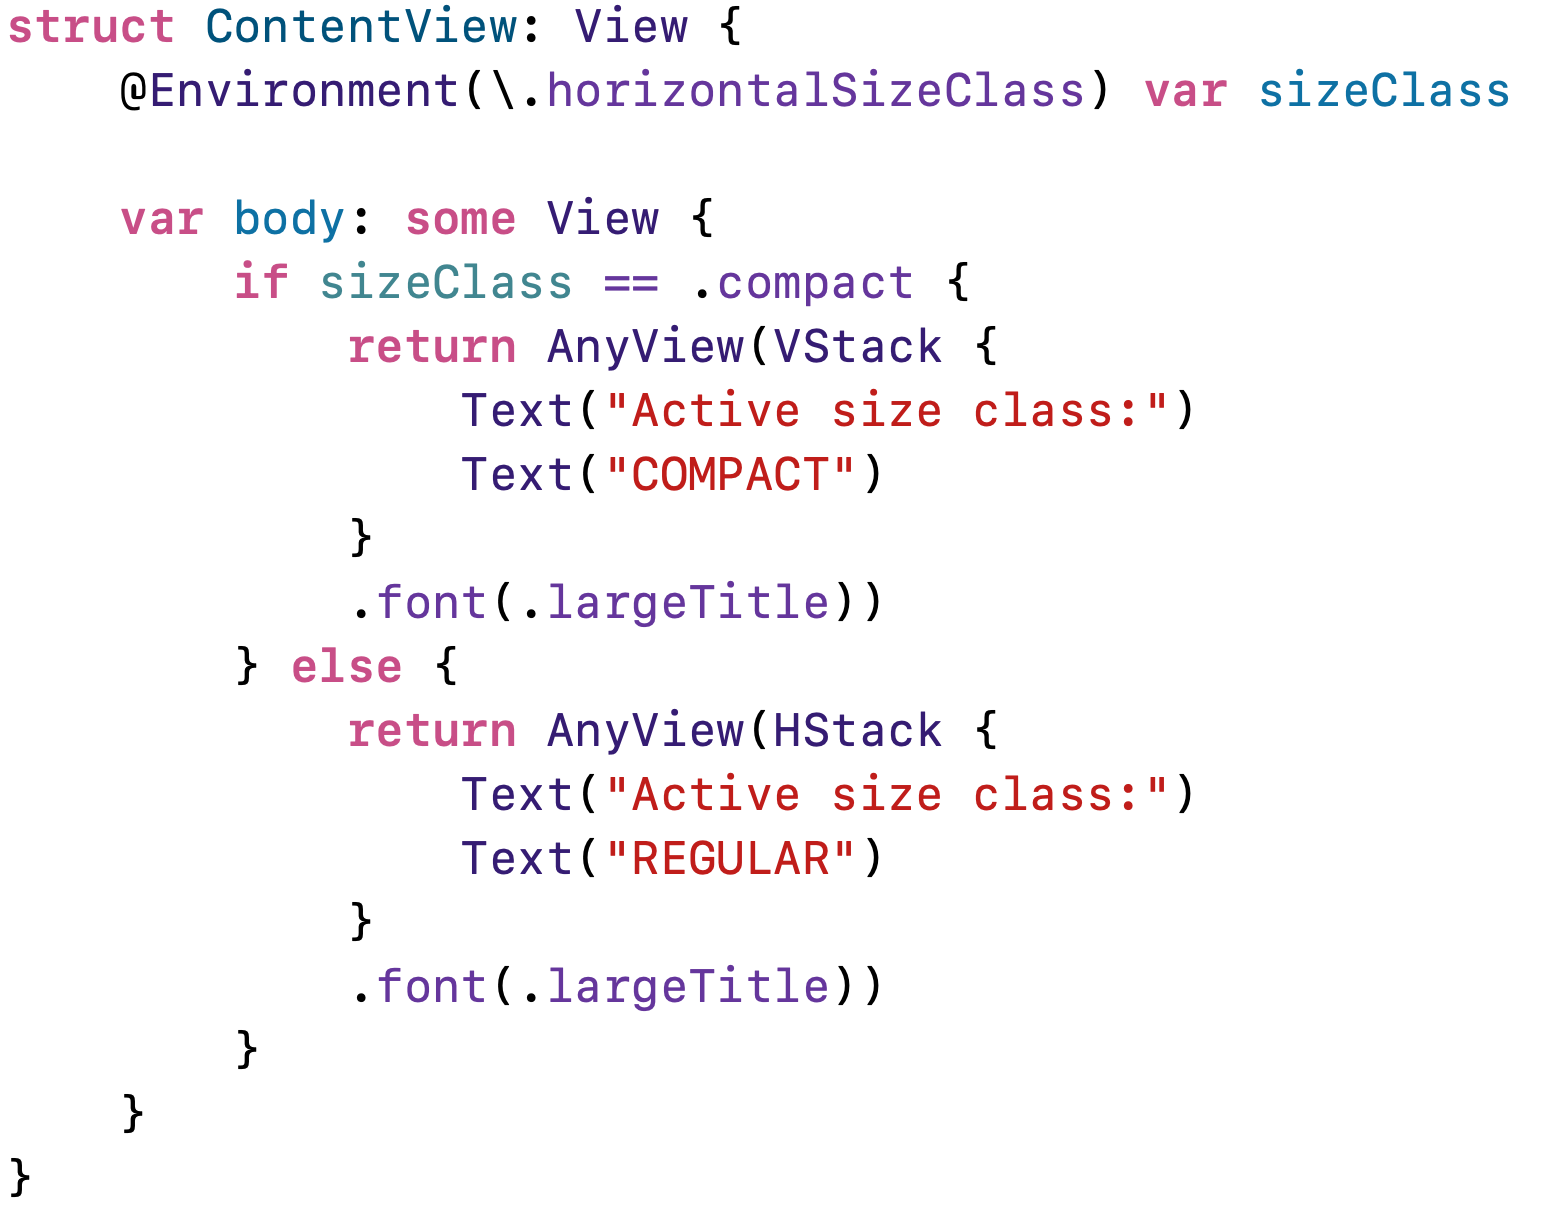 struct ContentView: View {
    @Environment(\.horizontalSizeClass) var sizeClass

    var body: some View {
        if sizeClass == .compact {
            return AnyView(VStack {
                Text("Active size class:")
                Text("COMPACT")
            }
            .font(.largeTitle))
        } else {
            return AnyView(HStack {
                Text("Active size class:")
                Text("REGULAR")
            }
            .font(.largeTitle))
        }
    }
}